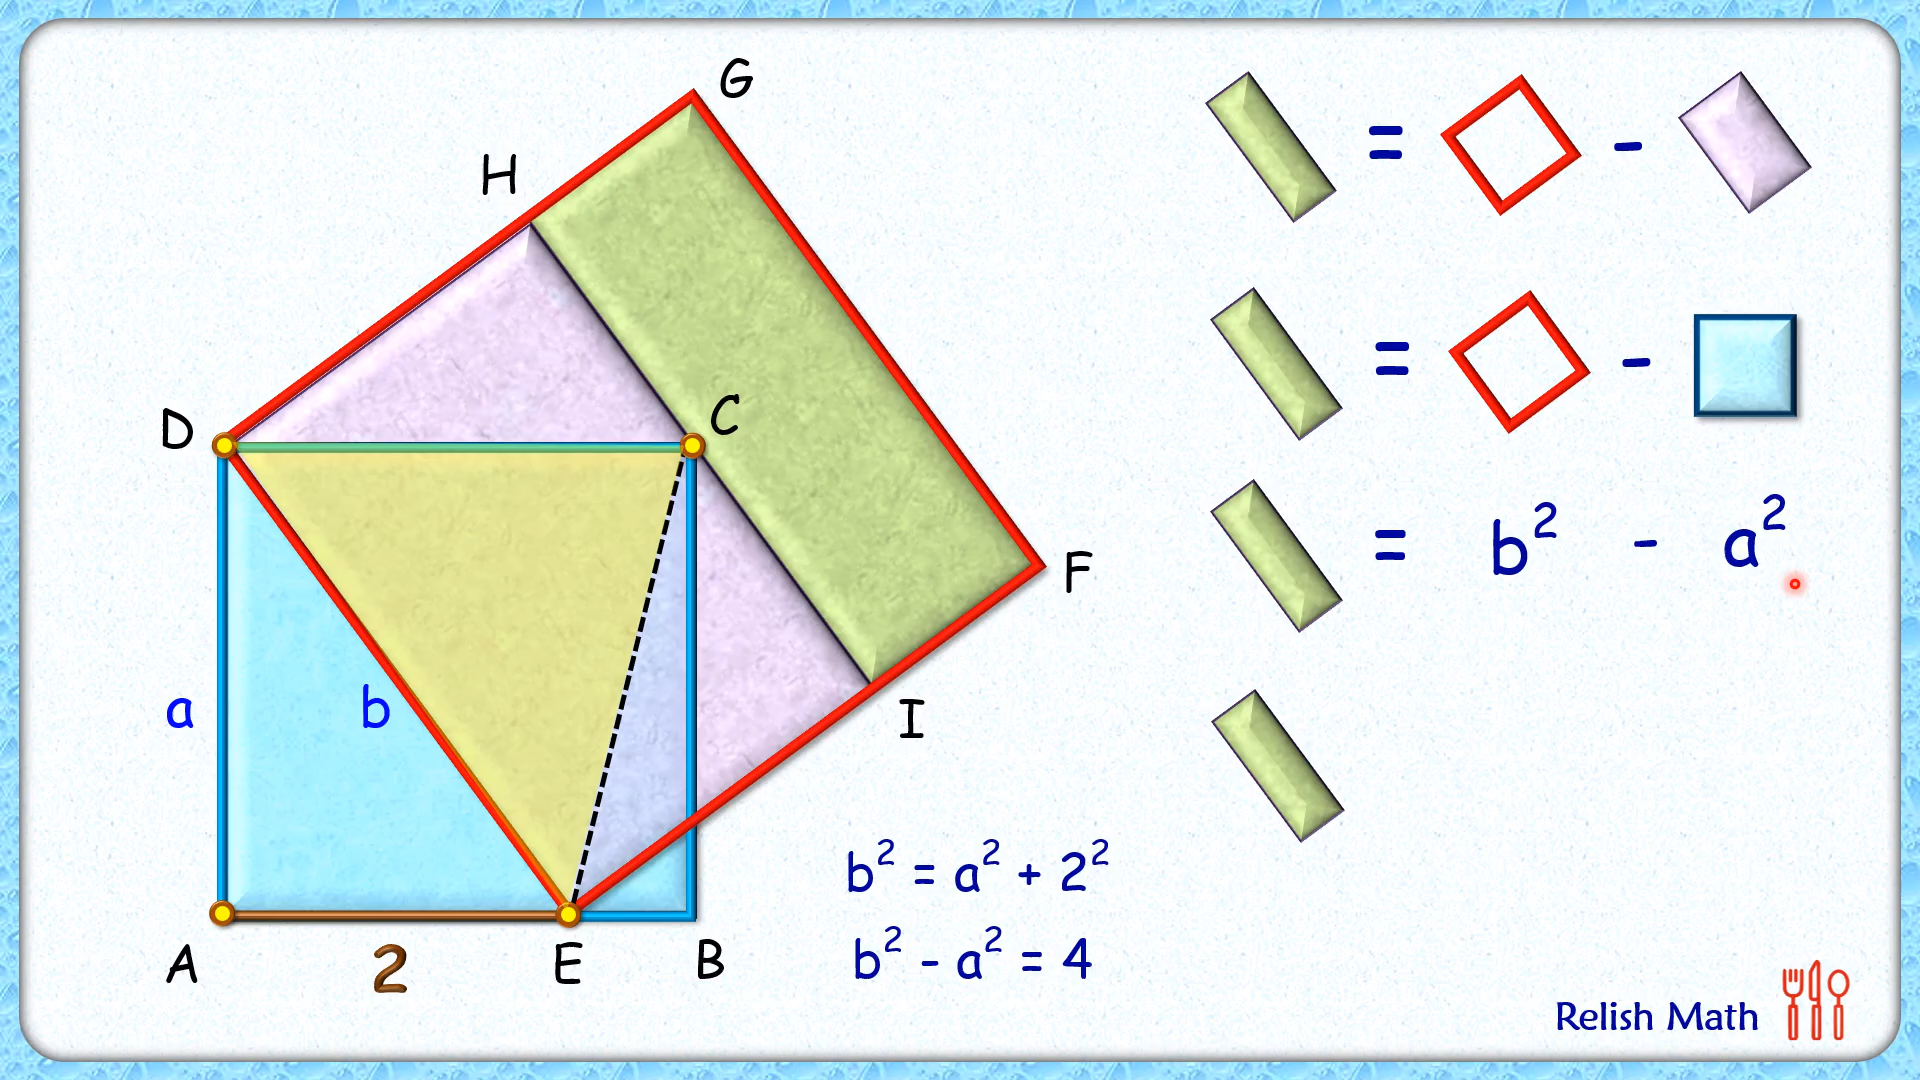 G
H
= -
D
C
= -
F
a
b
I
= b² - a²
b² = a² + 2²
b² - a² = 4
A
2
E
B
Relish Math